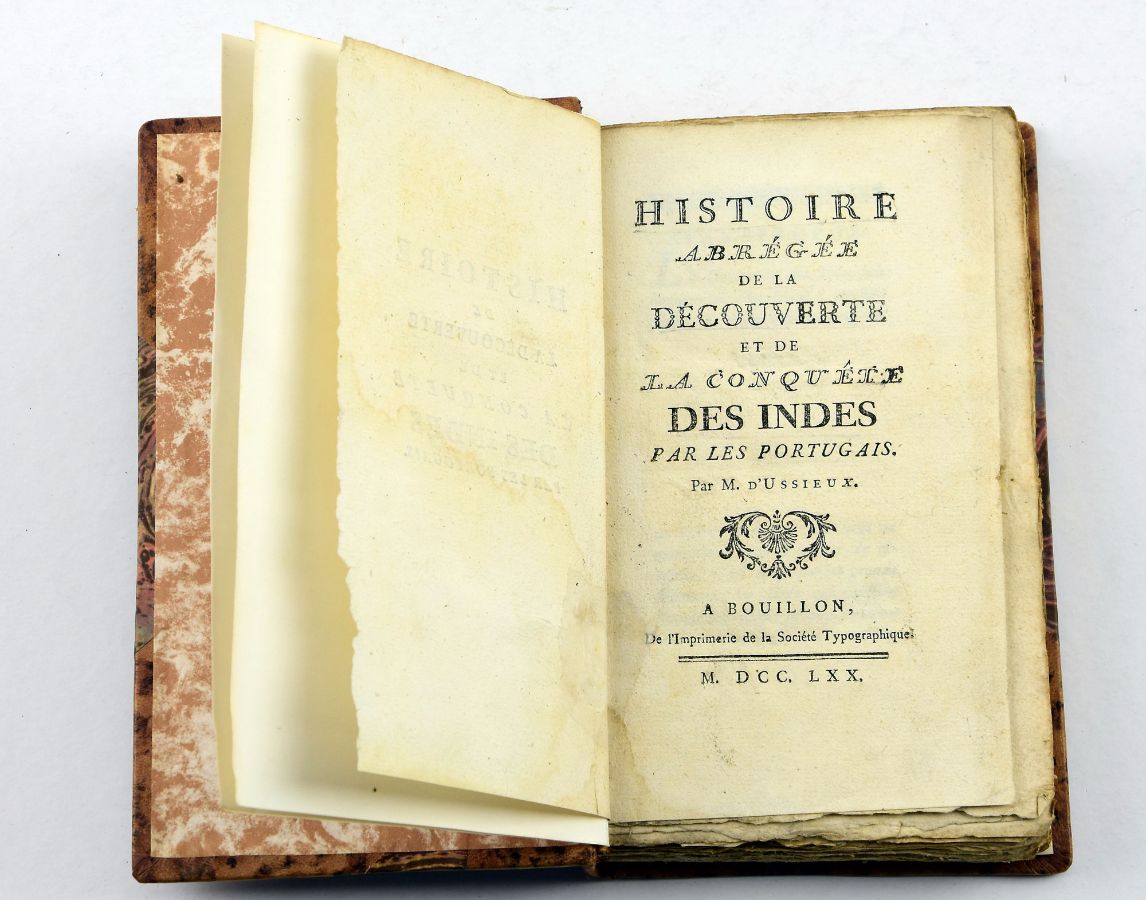 HISTOIRE
ABRÉGÉE
DE LA
DÉCOUVERTE
ET DE
LA CONQUÊTE
DES INDES
PAR LES PORTUGAIS.
Par M. D'USSIEUX.
A BOUILLON,
De l'Imprimerie de la Société Typographique.
M. DCC. LXX.